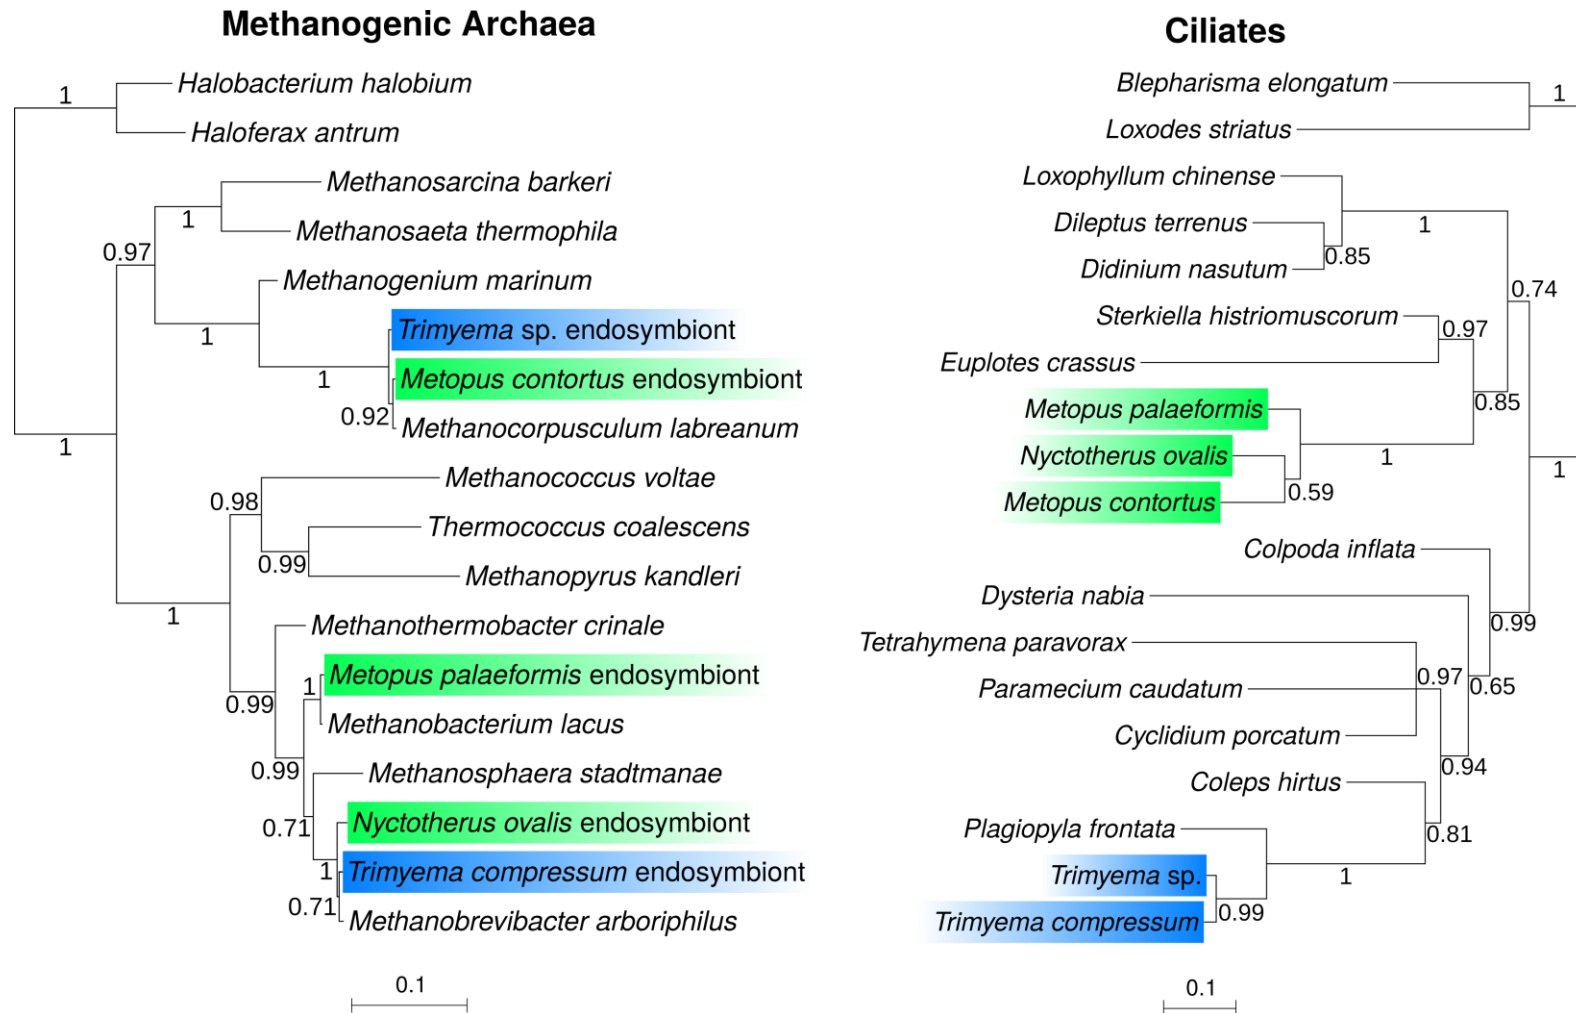 Methanogenic Archaea
1
Halobacterium halobium
Haloferax antrum
Methanosarcina barkeri
1
Methanosaeta thermophila
0.97
Methanogenium marinum
1
Trimyema sp. endosymbiont
1
Metopus contortus endosymbiont
0.92
Methanocorpusculum labreanum
1
Methanococcus voltae
0.98
Thermococcus coalescens
0.99
Methanopyrus kandleri
1
Methanothermobacter crinale
Metopus palaeformis endosymbiont
1
0.99
Methanobacterium lacus
0.99
Methanosphaera stadtmanae
0.71
Nyctotherus ovalis endosymbiont
1
Trimyema compressum endosymbiont
0.71
Methanobrevibacter arboriphilus
0.1
Ciliates
Blepharisma elongatum
1
Loxodes striatus
Loxophyllum chinense
Dileptus terrenus
1
0.85
Didinium nasutum
0.74
Sterkiella histriomuscorum
0.97
Euplotes crassus
0.85
Metopus palaeformis
Nyctotherus ovalis
1
1
0.59
Metopus contortus
Colpoda inflata
Dysteria nabia
0.99
Tetrahymena paravorax
0.97
0.65
Paramecium caudatum
Cyclidium porcatum
0.94
Coleps hirtus
Plagiopyla frontata
0.81
Trimyema sp.
1
0.99
Trimyema compressum
0.1